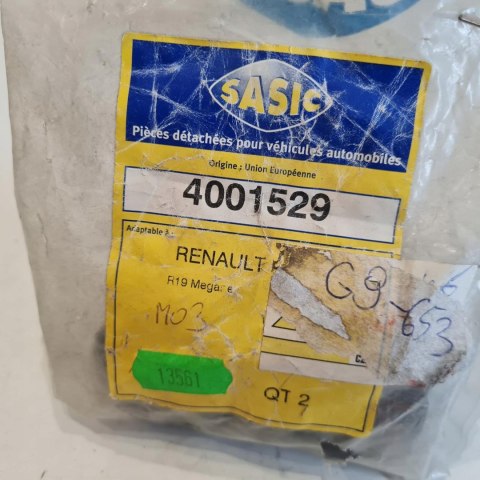 SASIC
Pièces détachées pour véhicules automobiles
Origine : Union Européenne
4001529
Adaptable à :
RENAULT
R19 Megane
M03
G9-653
13561
QT 2